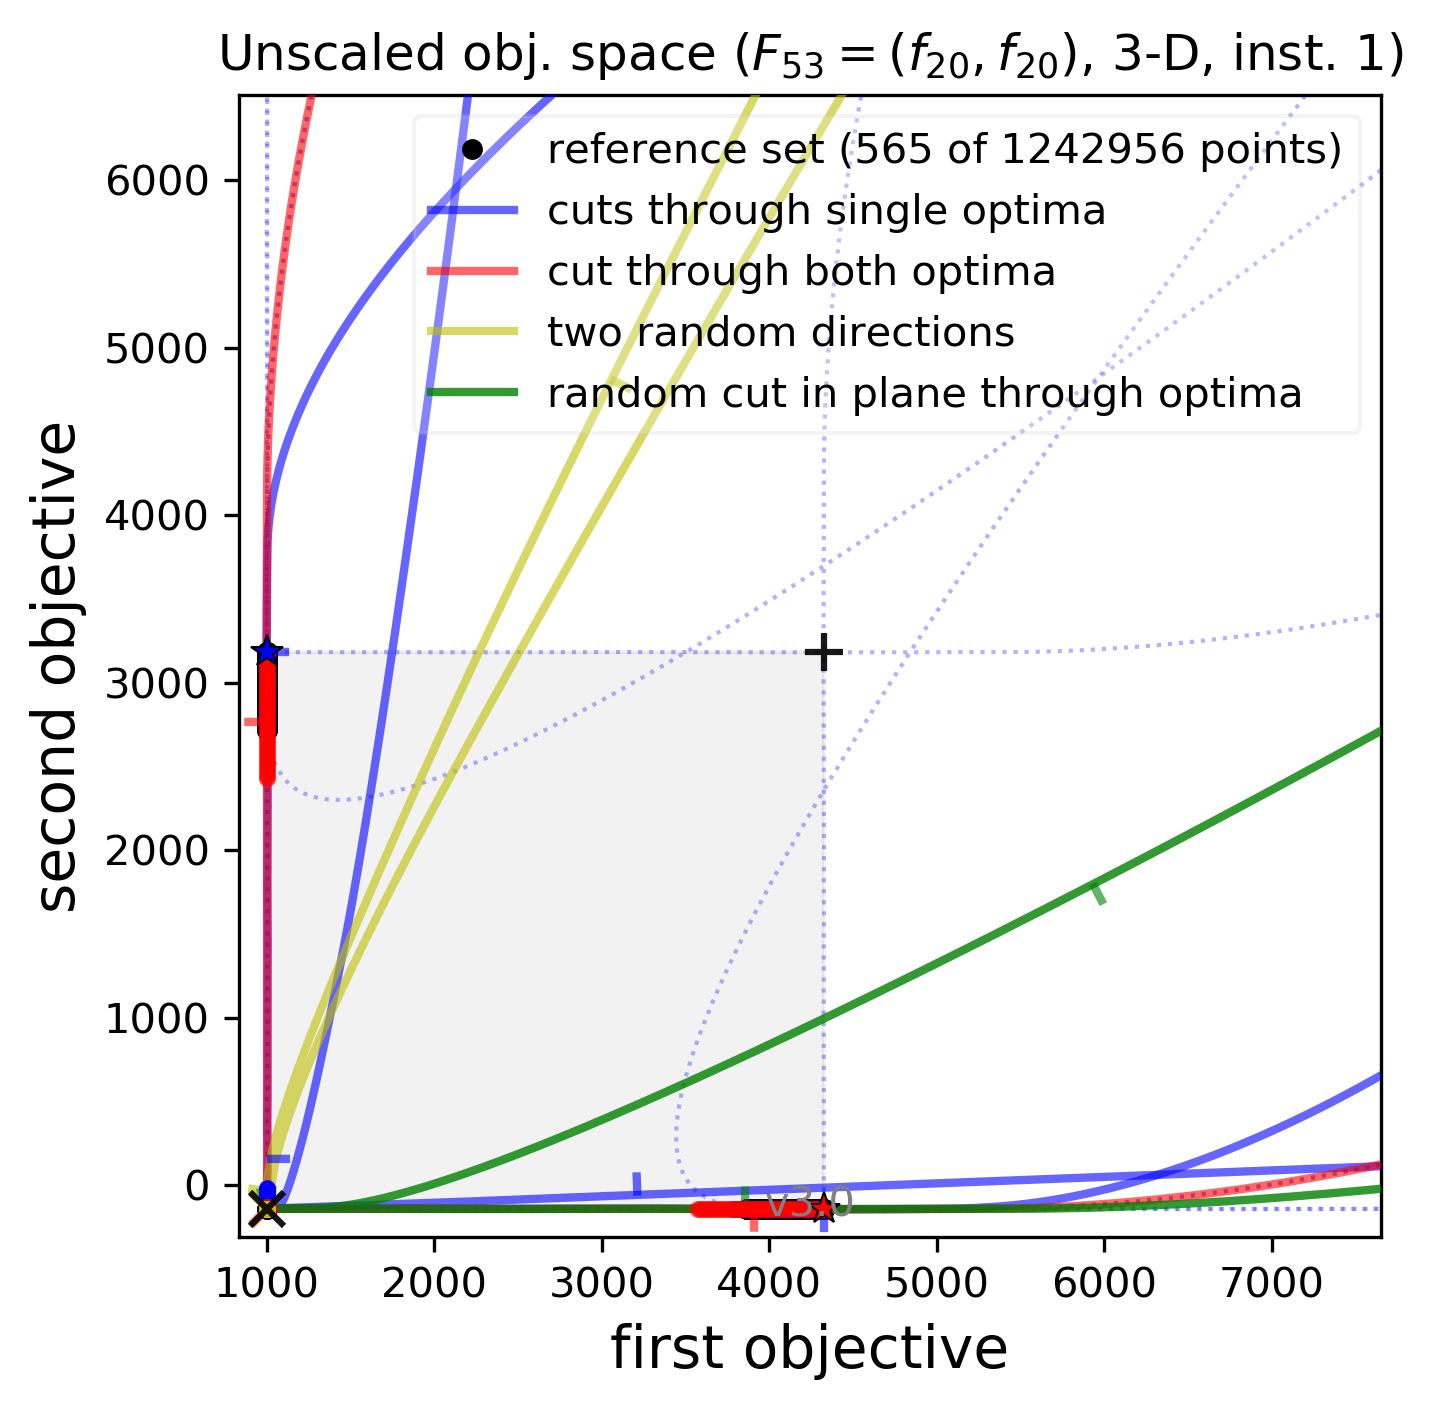 Unscaled obj. space (F₅₃ = (f₂₀, f₂₀), 3-D, inst. 1)
reference set (565 of 1242956 points)
cuts through single optima
cut through both optima
two random directions
random cut in plane through optima
second objective
6000
5000
4000
3000
2000
1000
0
v3.0
1000 2000 3000 4000 5000 6000 7000
first objective